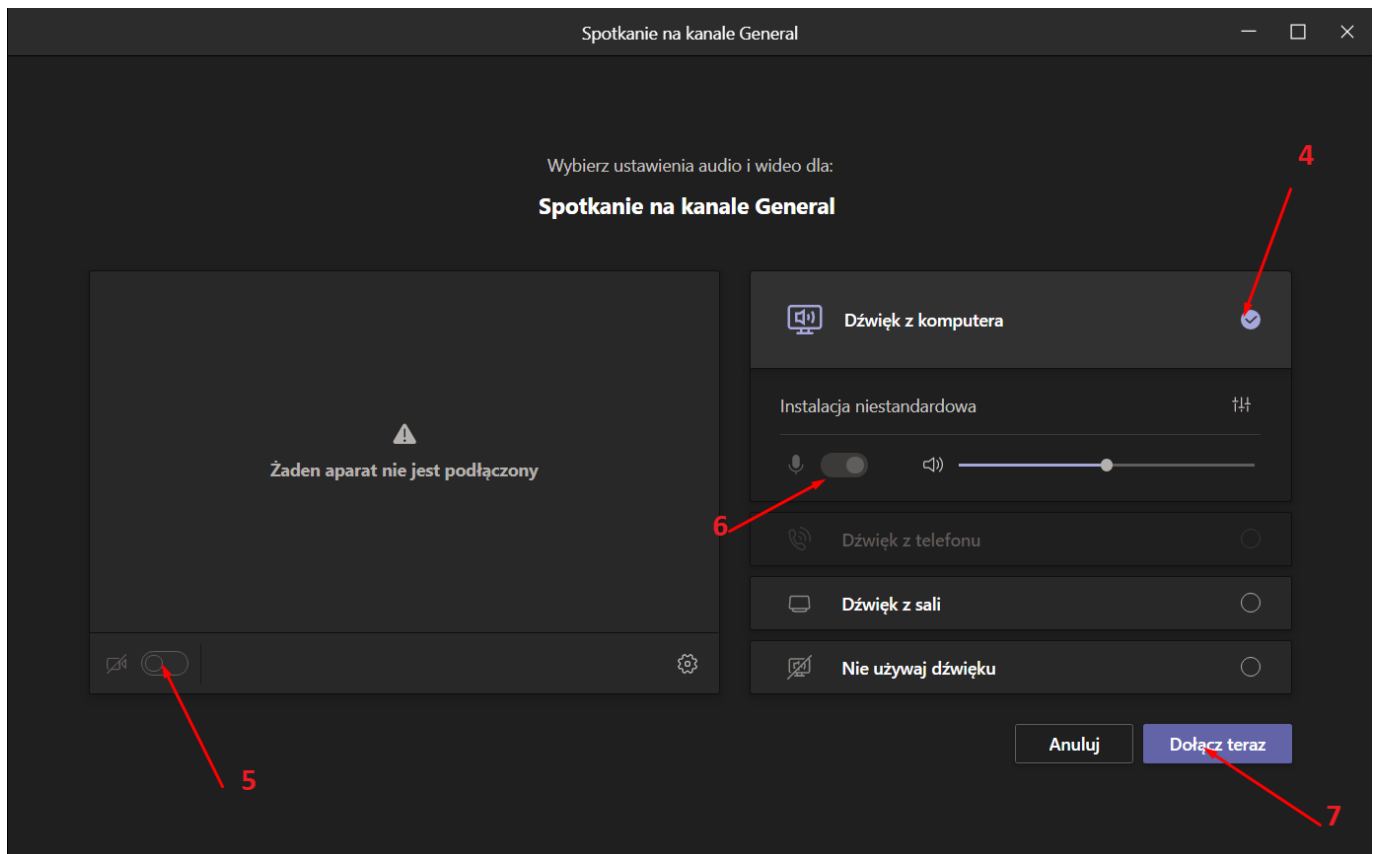 Spotkanie na kanale General
Wybierz ustawienia audio i wideo dla:
Spotkanie na kanale General
4
Żaden aparat nie jest podłączony
Dźwięk z komputera
Instalacja niestandardowa
6
Dźwięk z telefonu
Dźwięk z sali
Nie używaj dźwięku
Anuluj
Dołącz teraz
5
7